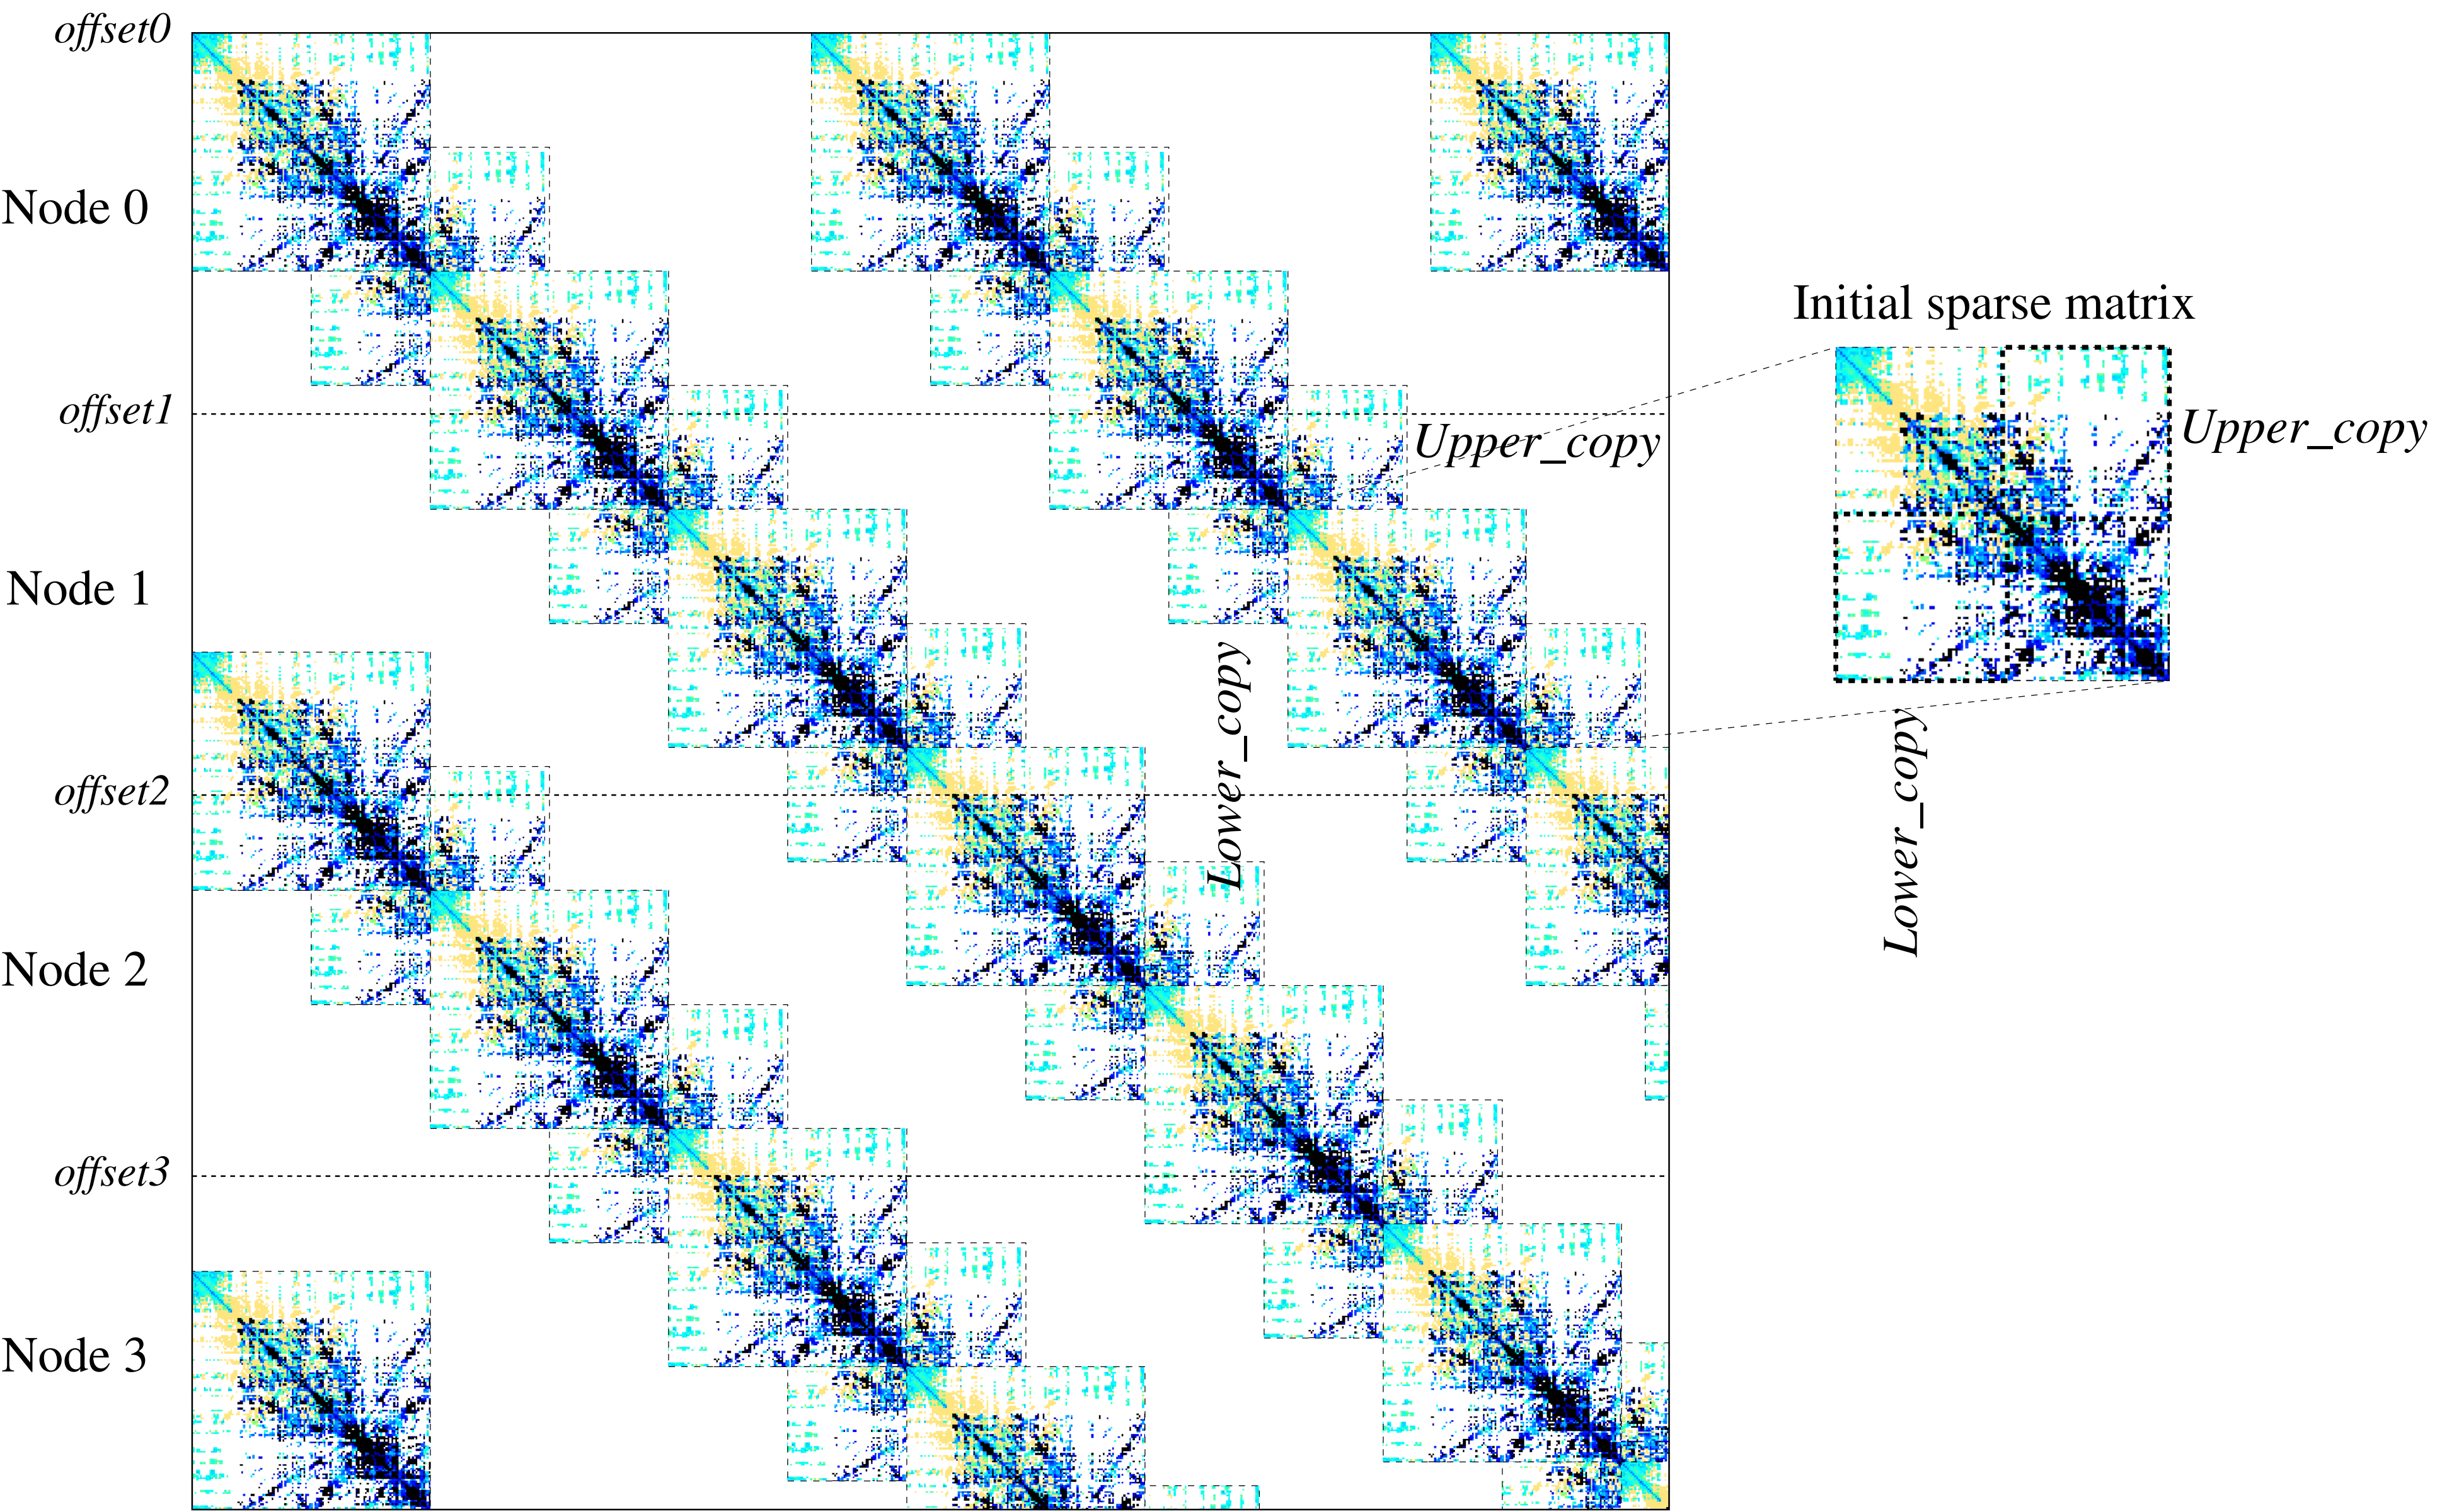 offset0
Node 0
Initial sparse matrix
offset1
Upper_copy
Upper_copy
Node 1
Lower_copy
offset2
Lower_copy
Node 2
offset3
Node 3